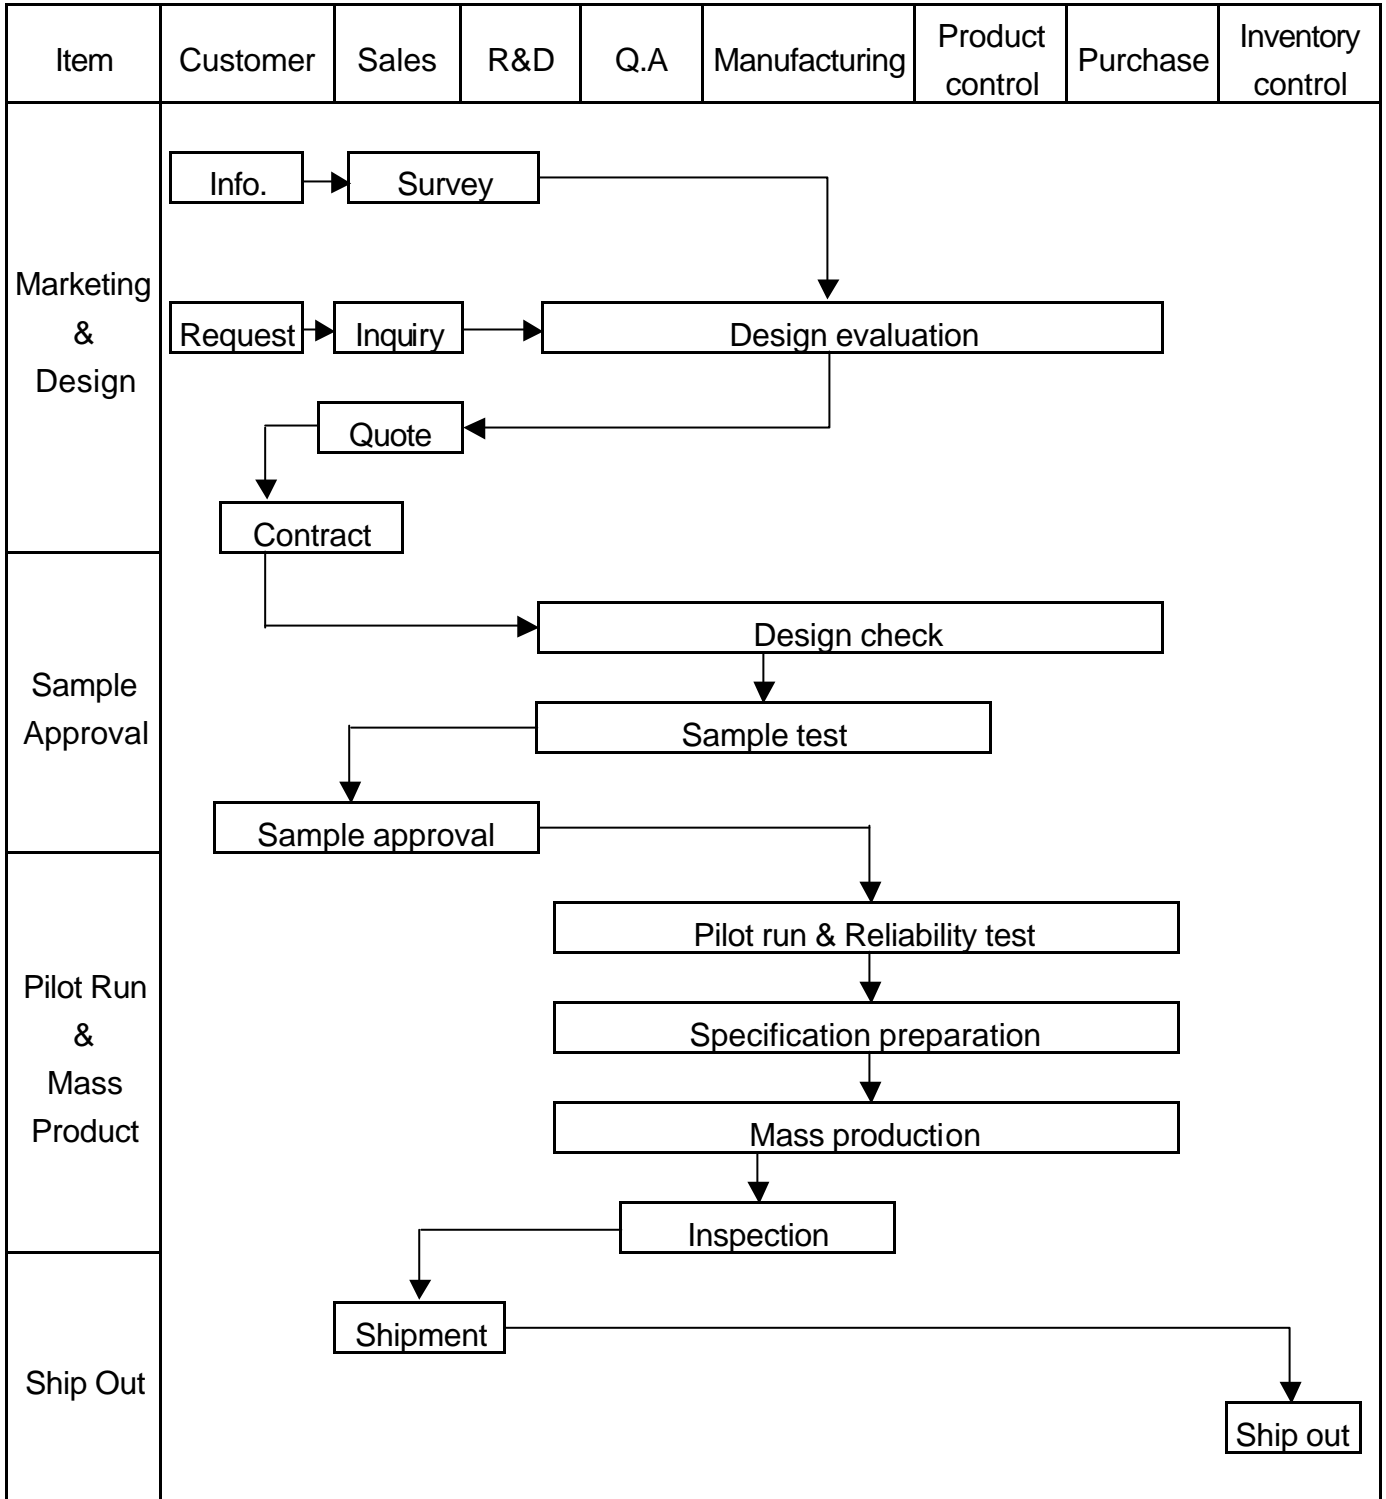 Item
Customer
Sales
R&D
Q.A
Manufacturing
Product
control
Purchase
Inventory
control
Marketing
&
Design
Info.
Survey
Request
Inquiry
Design evaluation
Quote
Contract
Sample
Approval
Design check
Sample test
Sample approval
Pilot Run
&
Mass
Product
Pilot run & Reliability test
Specification preparation
Mass production
Inspection
Ship Out
Shipment
Ship out